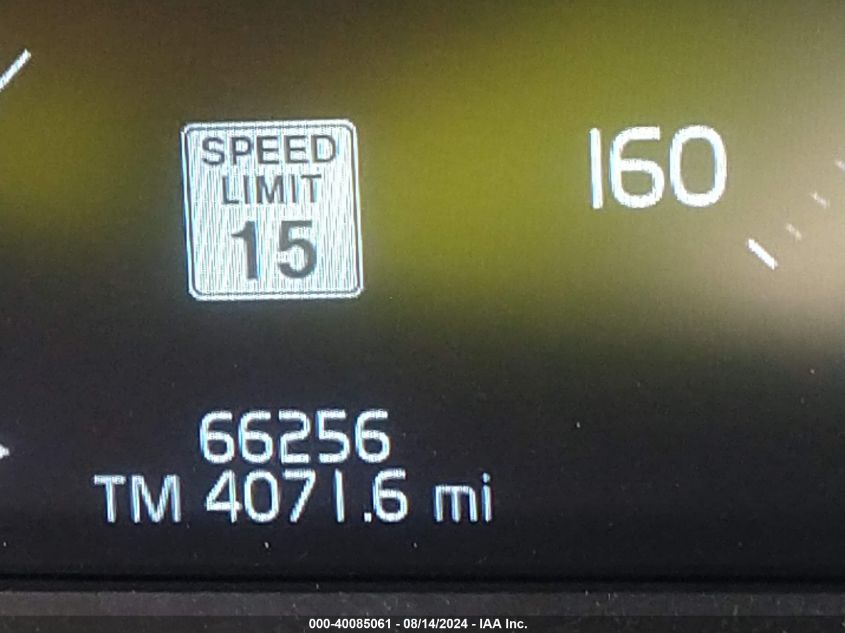 SPEED
LIMIT
15
160
66256
TM 4071.6 mi
000-40085061 - 08/14/2024 - IAA Inc.